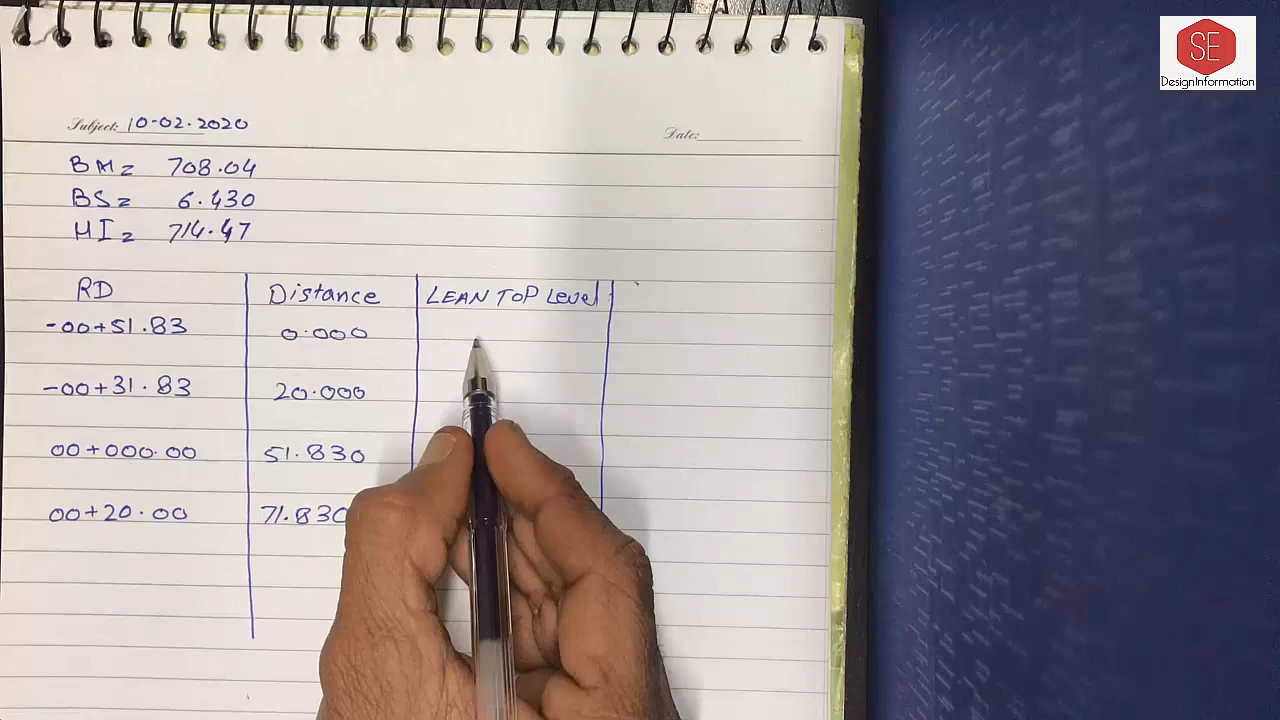 SE
DesignInformation
Subject: 10-02.2020
Date:
BM= 708.04
BS= 6.430
HI= 714.47
RD Distance LEAN TOP Level
-00+51.83 0.000
-00+31.83 20.000
00+000.00 51.830
00+20.00 71.830